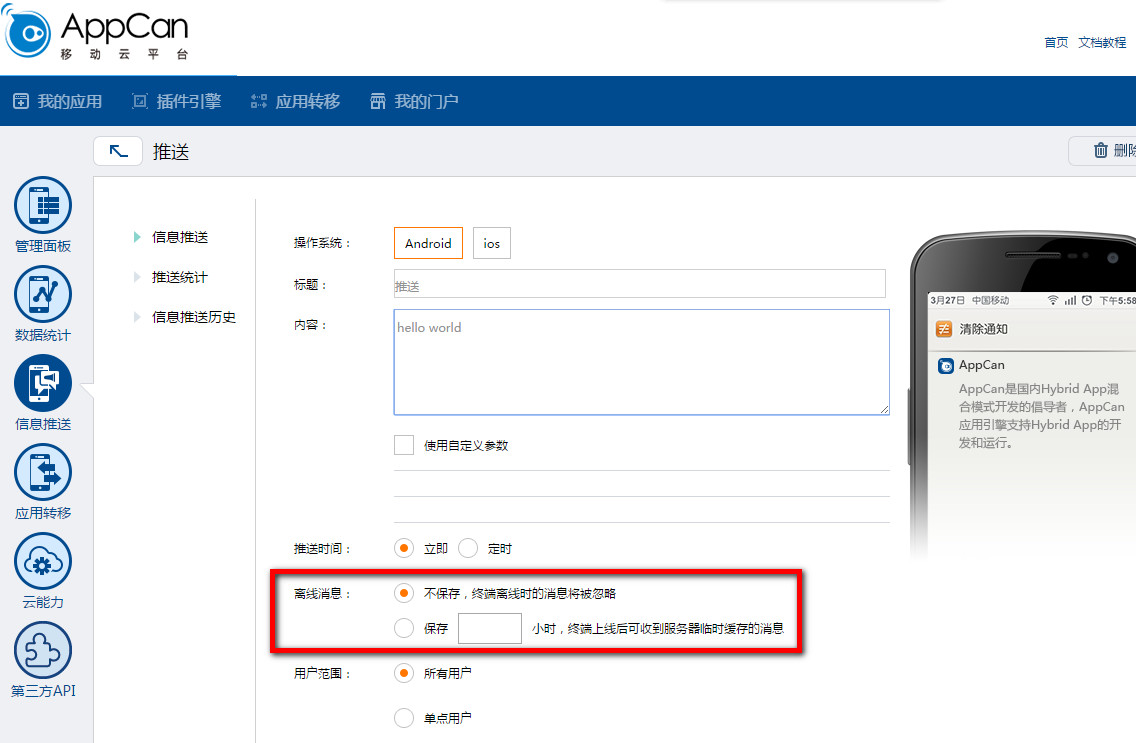 AppCan
移动云平台
首页 文档教程
我的应用 插件引擎 应用转移 我的门户
推送
删除
管理面板
数据统计
信息推送
应用转移
云能力
第三方API
信息推送
推送统计
信息推送历史
操作系统： Android ios
标题： 推送
内容： hello world
使用自定义参数
推送时间： 立即 定时
离线消息： 不保存，终端离线时的消息将被忽略
保存 小时，终端上线后可收到服务器临时缓存的消息
用户范围： 所有用户
单点用户
3月27日 中国移动 下午5:58
清除通知
AppCan
AppCan是国内Hybrid App混
合模式开发的倡导者，AppCan
应用引擎支持Hybrid App的开
发和运行。